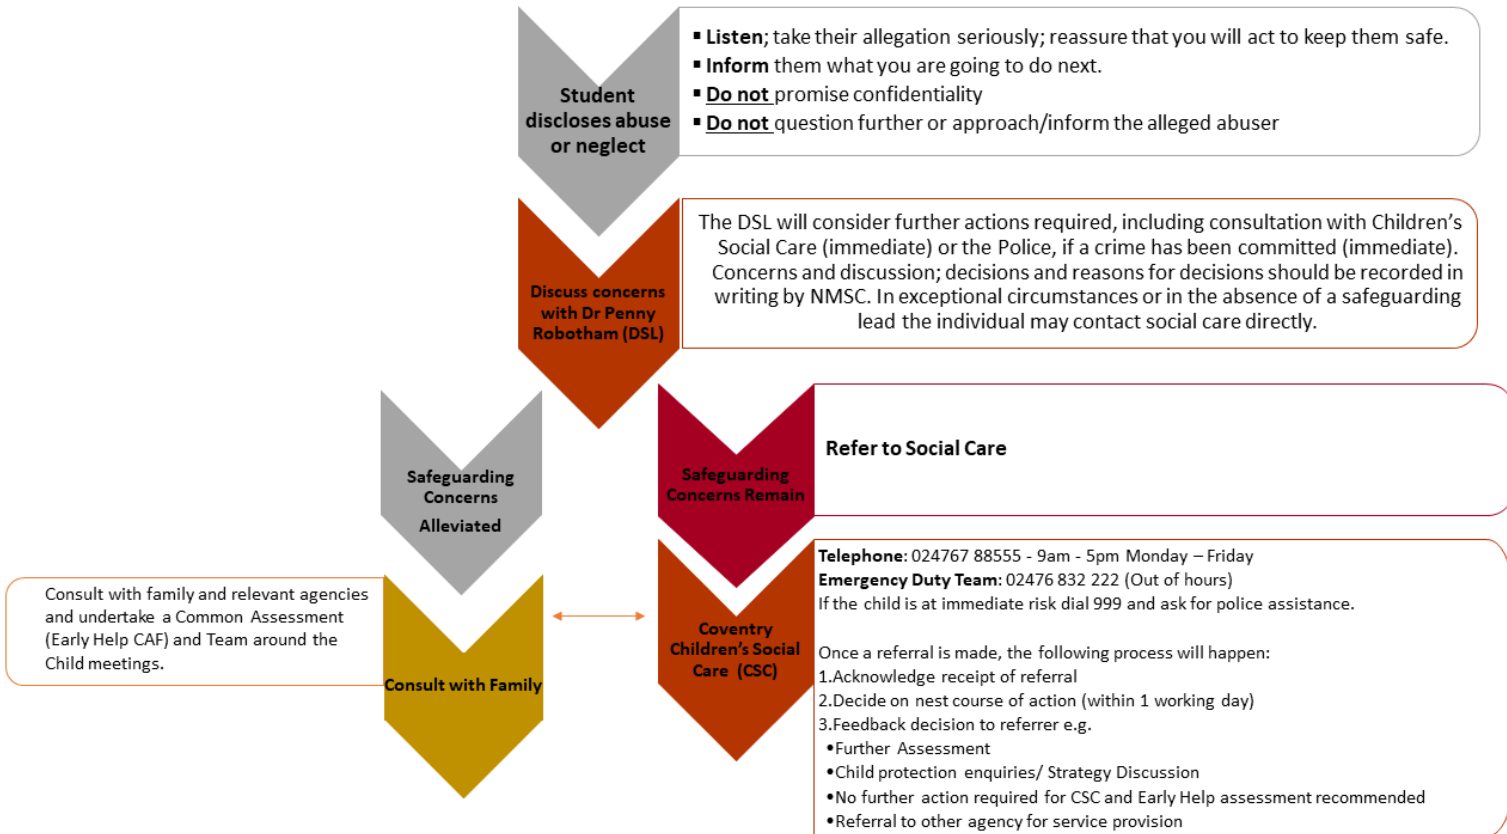 Student
discloses abuse
or neglect
▪ Listen; take their allegation seriously; reassure that you will act to keep them safe.
▪ Inform them what you are going to do next.
▪ Do not promise confidentiality
▪ Do not question further or approach/inform the alleged abuser
Discuss concerns
with Dr Penny
Robotham (DSL)
The DSL will consider further actions required, including consultation with Children’s
Social Care (immediate) or the Police, if a crime has been committed (immediate).
Concerns and discussion; decisions and reasons for decisions should be recorded in
writing by NMSC. In exceptional circumstances or in the absence of a safeguarding
lead the individual may contact social care directly.
Safeguarding
Concerns
Alleviated
Safeguarding
Concerns Remain
Refer to Social Care
Consult with family and relevant agencies
and undertake a Common Assessment
(Early Help CAF) and Team around the
Child meetings.
Consult with Family
Coventry
Children’s Social
Care (CSC)
Telephone: 024767 88555 - 9am - 5pm Monday – Friday
Emergency Duty Team: 02476 832 222 (Out of hours)
If the child is at immediate risk dial 999 and ask for police assistance.
Once a referral is made, the following process will happen:
1.Acknowledge receipt of referral
2.Decide on nest course of action (within 1 working day)
3.Feedback decision to referrer e.g.
•Further Assessment
•Child protection enquiries/ Strategy Discussion
•No further action required for CSC and Early Help assessment recommended
•Referral to other agency for service provision